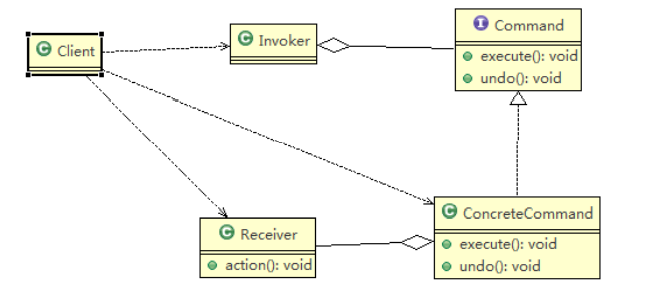 C Client
C Invoker
I Command
execute(): void
undo(): void
C Receiver
action(): void
C ConcreteCommand
execute(): void
undo(): void